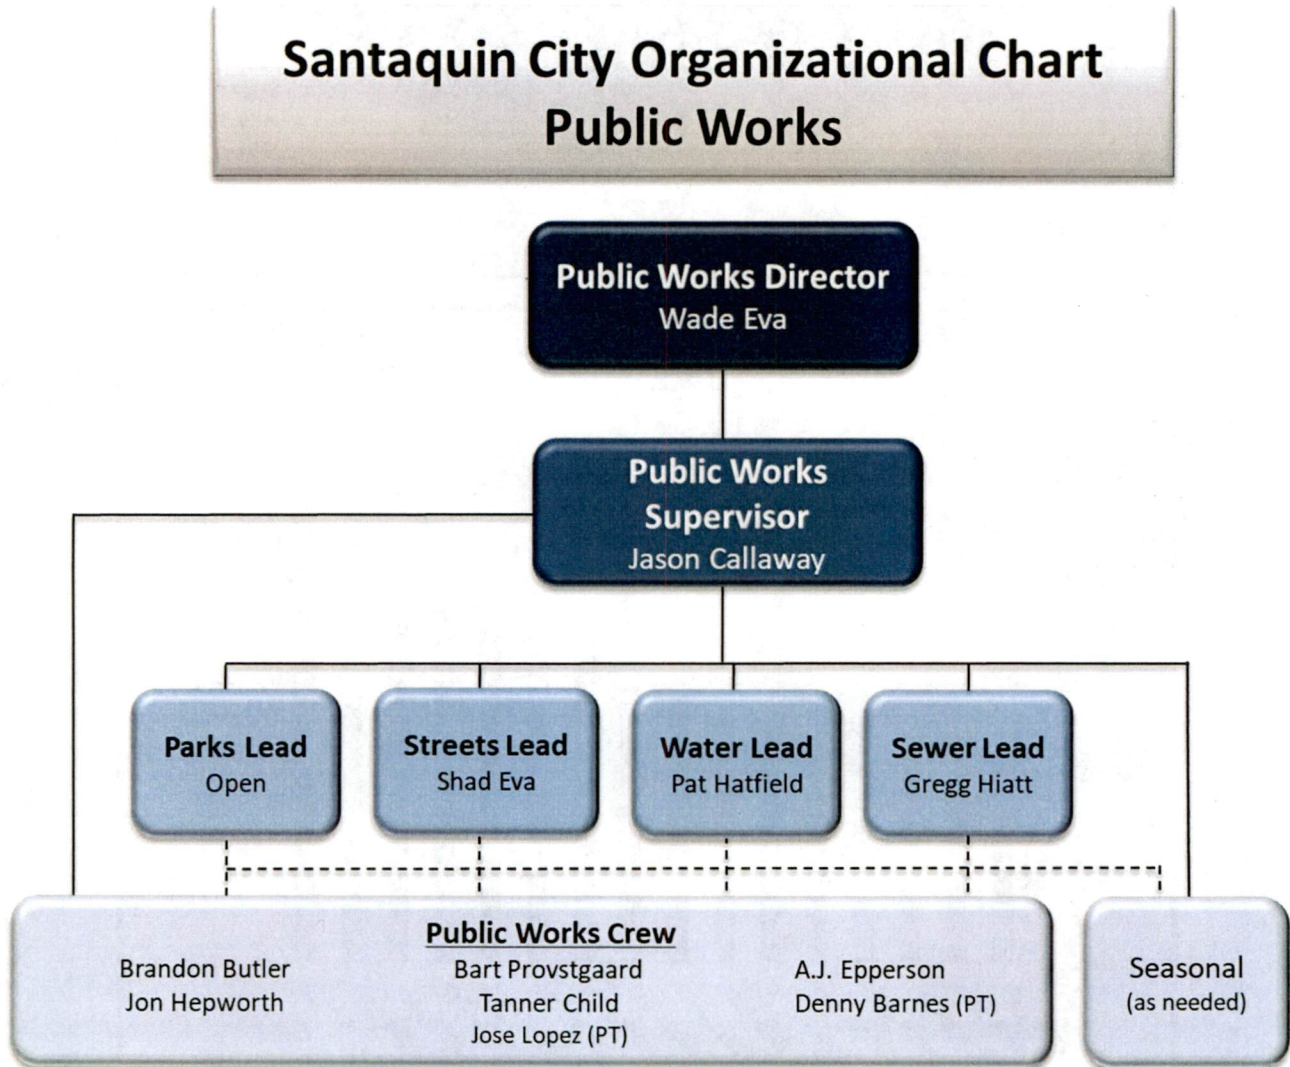 Santaquin City Organizational Chart
Public Works
Public Works Director
Wade Eva
Public Works
Supervisor
Jason Callaway
Parks Lead
Open
Streets Lead
Shad Eva
Water Lead
Pat Hatfield
Sewer Lead
Gregg Hiatt
Public Works Crew
Brandon Butler
Jon Hepworth
Bart Provstgaard
Tanner Child
Jose Lopez (PT)
A.J. Epperson
Denny Barnes (PT)
Seasonal
(as needed)